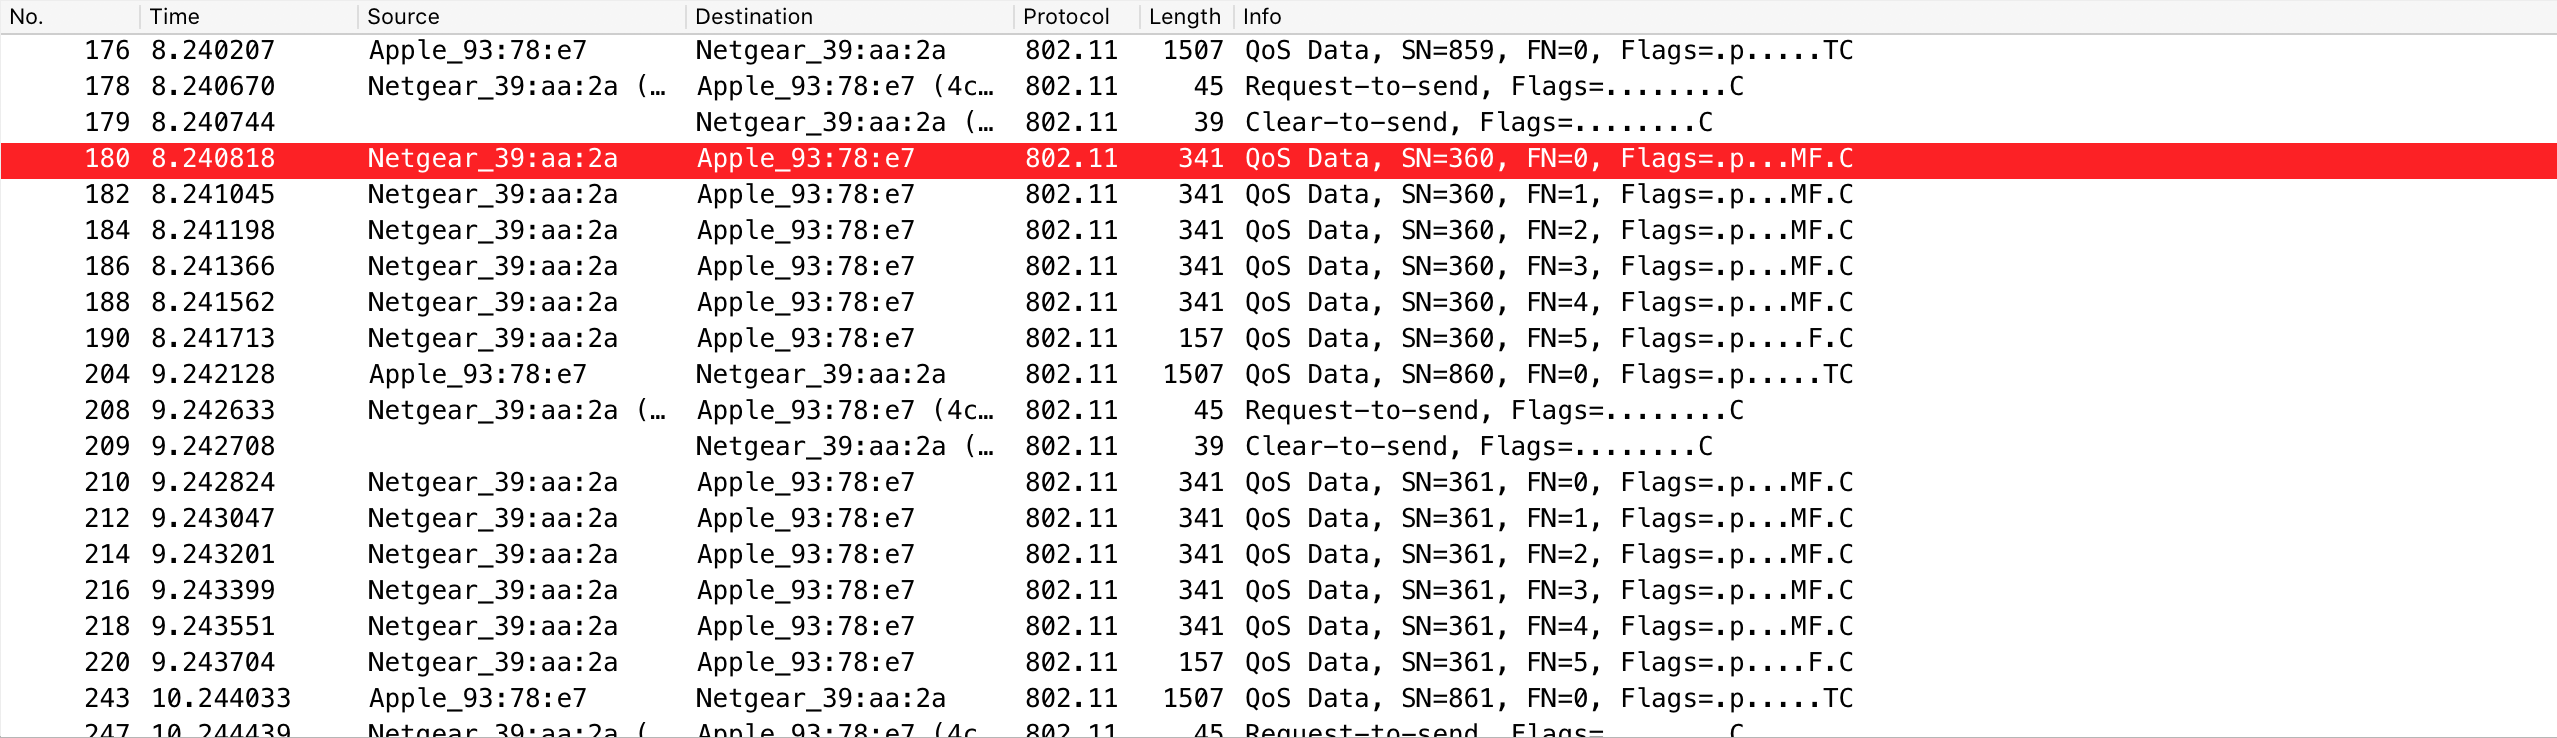 No. Time Source Destination Protocol Length Info
176 8.240207 Apple_93:78:e7 Netgear_39:aa:2a 802.11 1507 QoS Data, SN=859, FN=0, Flags=.p.....TC
178 8.240670 Netgear_39:aa:2a (… Apple_93:78:e7 (4c… 802.11 45 Request-to-send, Flags=........C
179 8.240744 Netgear_39:aa:2a (… 802.11 39 Clear-to-send, Flags=........C
180 8.240818 Netgear_39:aa:2a Apple_93:78:e7 802.11 341 QoS Data, SN=360, FN=0, Flags=.p...MF.C
182 8.241045 Netgear_39:aa:2a Apple_93:78:e7 802.11 341 QoS Data, SN=360, FN=1, Flags=.p...MF.C
184 8.241198 Netgear_39:aa:2a Apple_93:78:e7 802.11 341 QoS Data, SN=360, FN=2, Flags=.p...MF.C
186 8.241366 Netgear_39:aa:2a Apple_93:78:e7 802.11 341 QoS Data, SN=360, FN=3, Flags=.p...MF.C
188 8.241562 Netgear_39:aa:2a Apple_93:78:e7 802.11 341 QoS Data, SN=360, FN=4, Flags=.p...MF.C
190 8.241713 Netgear_39:aa:2a Apple_93:78:e7 802.11 157 QoS Data, SN=360, FN=5, Flags=.p....F.C
204 9.242128 Apple_93:78:e7 Netgear_39:aa:2a 802.11 1507 QoS Data, SN=860, FN=0, Flags=.p.....TC
208 9.242633 Netgear_39:aa:2a (… Apple_93:78:e7 (4c… 802.11 45 Request-to-send, Flags=........C
209 9.242708 Netgear_39:aa:2a (… 802.11 39 Clear-to-send, Flags=........C
210 9.242824 Netgear_39:aa:2a Apple_93:78:e7 802.11 341 QoS Data, SN=361, FN=0, Flags=.p...MF.C
212 9.243047 Netgear_39:aa:2a Apple_93:78:e7 802.11 341 QoS Data, SN=361, FN=1, Flags=.p...MF.C
214 9.243201 Netgear_39:aa:2a Apple_93:78:e7 802.11 341 QoS Data, SN=361, FN=2, Flags=.p...MF.C
216 9.243399 Netgear_39:aa:2a Apple_93:78:e7 802.11 341 QoS Data, SN=361, FN=3, Flags=.p...MF.C
218 9.243551 Netgear_39:aa:2a Apple_93:78:e7 802.11 341 QoS Data, SN=361, FN=4, Flags=.p...MF.C
220 9.243704 Netgear_39:aa:2a Apple_93:78:e7 802.11 157 QoS Data, SN=361, FN=5, Flags=.p....F.C
243 10.244033 Apple_93:78:e7 Netgear_39:aa:2a 802.11 1507 QoS Data, SN=861, FN=0, Flags=.p.....TC
247 10.244439 Netgear_39:aa:2a ( Apple_93:78:e7 (4c 802.11 45 Request-to-send, Flags= C